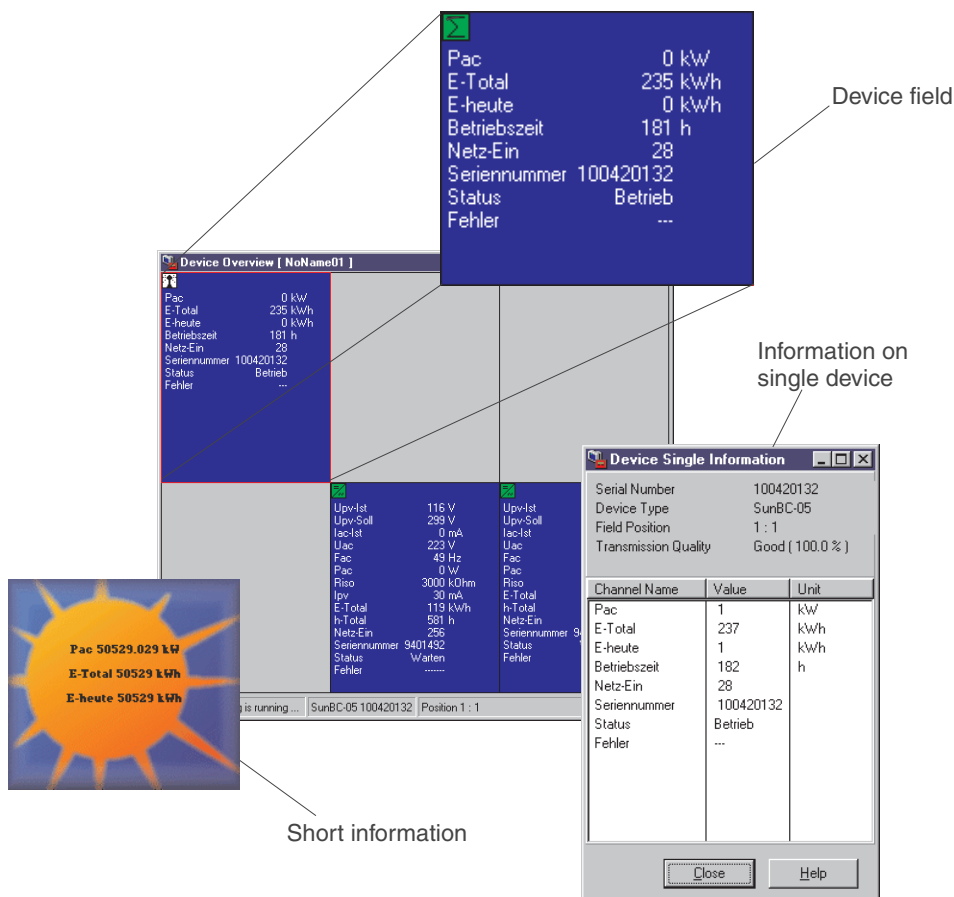 Σ
Pac 0 kW
E-Total 235 kWh
E-heute 0 kWh
Betriebszeit 181 h
Netz-Ein 28
Seriennummer 100420132
Status Betrieb
Fehler ---
Device field
Device Overview [ NoName01 ]
Pac 0 kW
E-Total 235 kWh
E-heute 0 kWh
Betriebszeit 181 h
Netz-Ein 28
Seriennummer 100420132
Status Betrieb
Fehler ---
Information on
single device
Upv-Ist 116 V
Upv-Soll 299 V
Iac-Ist 0 mA
Uac 223 V
Fac 49 Hz
Pac 0 W
Riso 3000 kOhm
Ipv 30 mA
E-Total 119 kWh
h-Total 581 h
Netz-Ein 256
Seriennummer 9401492
Status Warten
Fehler ------
Upv-Ist
Upv-Soll
Iac-Ist
Uac
Fac
Pac
Riso
E-Total
h-Total
Netz-Ein
Seriennummer
Status
Fehler
is running ... SunBC-05 100420132 Position 1 : 1
Device Single Information
Serial Number 100420132
Device Type SunBC-05
Field Position 1 : 1
Transmission Quality Good ( 100.0 % )
Channel Name Value Unit
Pac 1 kW
E-Total 237 kWh
E-heute 1 kWh
Betriebszeit 182 h
Netz-Ein 28
Seriennummer 100420132
Status Betrieb
Fehler ---
Close Help
Pac 50529.029 kW
E-Total 50529 kWh
E-heute 50529 kWh
Short information